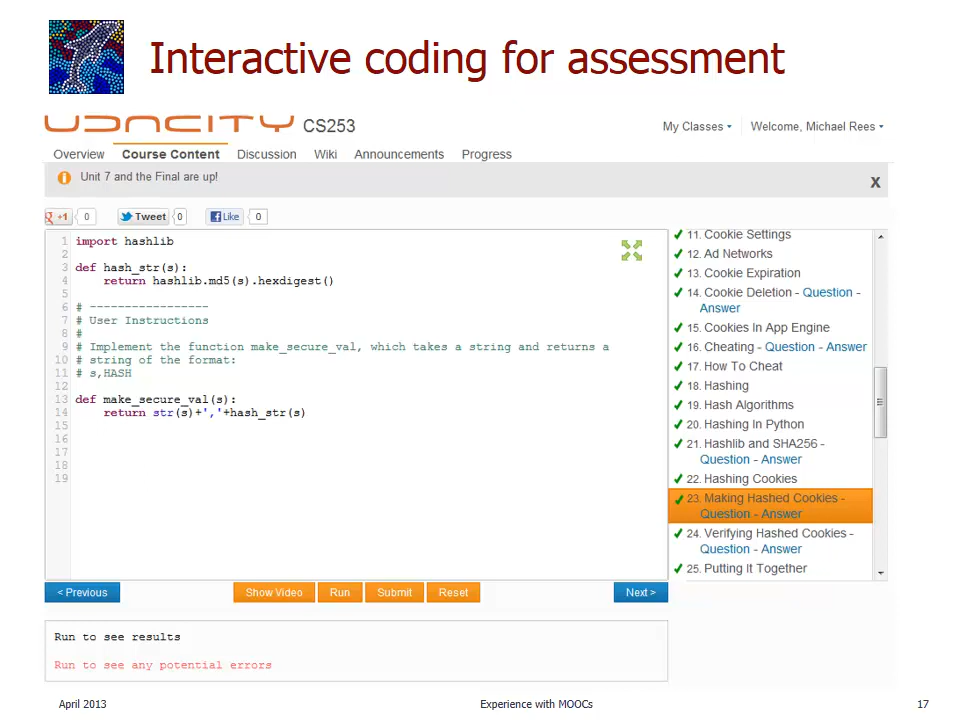 Interactive coding for assessment
UDACITY CS253
My Classes
Welcome, Michael Rees
Overview Course Content Discussion Wiki Announcements Progress
Unit 7 and the Final are up!
X
+1 0 Tweet 0 Like 0
1 import hashlib
2
3 def hash_str(s):
4 return hashlib.md5(s).hexdigest()
5
6 # -----------------
7 # User Instructions
8 #
9 # Implement the function make_secure_val, which takes a string and returns a
10 # string of the format:
11 # s,HASH
12
13 def make_secure_val(s):
14 return str(s)+','+hash_str(s)
15
16
17
18
19
11. Cookie Settings
12. Ad Networks
13. Cookie Expiration
14. Cookie Deletion - Question -
Answer
15. Cookies In App Engine
16. Cheating - Question - Answer
17. How To Cheat
18. Hashing
19. Hash Algorithms
20. Hashing In Python
21. Hashlib and SHA256 -
Question - Answer
22. Hashing Cookies
23. Making Hashed Cookies -
Question - Answer
24. Verifying Hashed Cookies -
Question - Answer
25. Putting it Together
< Previous Show Video Run Submit Reset Next >
Run to see results
Run to see any potential errors
April 2013 Experience with MOOCs 17